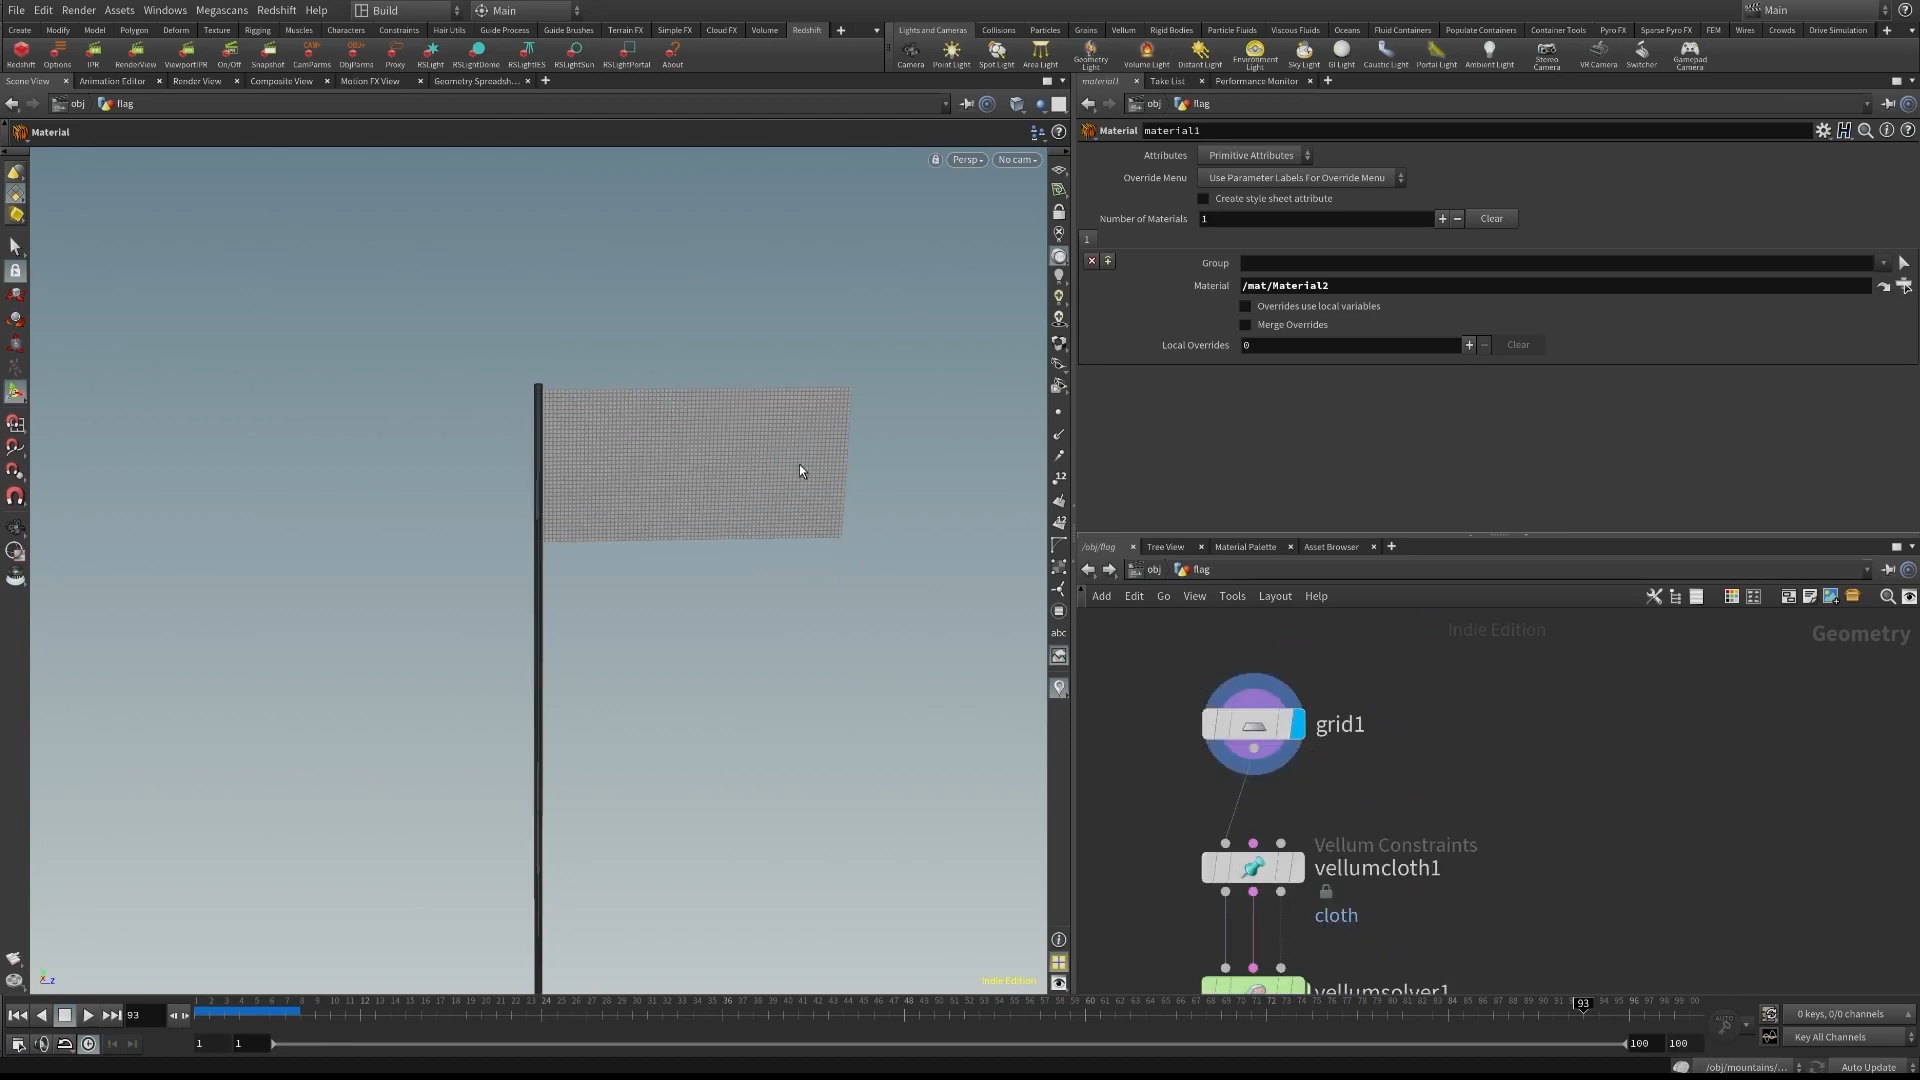 File Edit Render Assets Windows Megascans Redshift Help Build Main Main
Create Modify Model Polygon Deform Texture Rigging Muscles Characters Constraints Hair Utils Guide Process Guide Brushes Terrain FX Simple FX Cloud FX Volume Redshift
Lights and Cameras Collisions Particles Grains Vellum Rigid Bodies Particle Fluids Viscous Fluids Oceans Fluid Containers Populate Containers Container Tools Pyro FX Sparse Pyro FX FEM Wires Crowds Drive Simulation
Redshift Options IPR RenderView ViewportIPR On/Off Snapshot CamParms ObjParms Proxy RSLight RSLightDome RSLightIES RSLightSun RSLightPortal About
Camera Point Light Spot Light Area Light Geometry Light Volume Light Distant Light Environment Light Sky Light GI Light Caustic Light Portal Light Ambient Light Stereo Camera VR Camera Switcher Gamepad Camera
Scene View Animation Editor Render View Composite View Motion FX View Geometry Spreadsh...
material1 Take List Performance Monitor
obj flag
obj flag
Material
Material material1
Persp No cam
Attributes Primitive Attributes
Override Menu Use Parameter Labels For Override Menu
Create style sheet attribute
Number of Materials 1 Clear
1
Group
Material /mat/Material2
Overrides use local variables
Merge Overrides
Local Overrides 0 Clear
/obj/flag Tree View Material Palette Asset Browser
obj flag
Add Edit Go View Tools Layout Help
Indie Edition Geometry
grid1
Vellum Constraints
vellumcloth1
cloth
vellumsolver1
12
12
abc
Indie Edition
93
93
0 keys, 0/0 channels
1 1 100 100 Key All Channels
/obj/mountains/... Auto Update